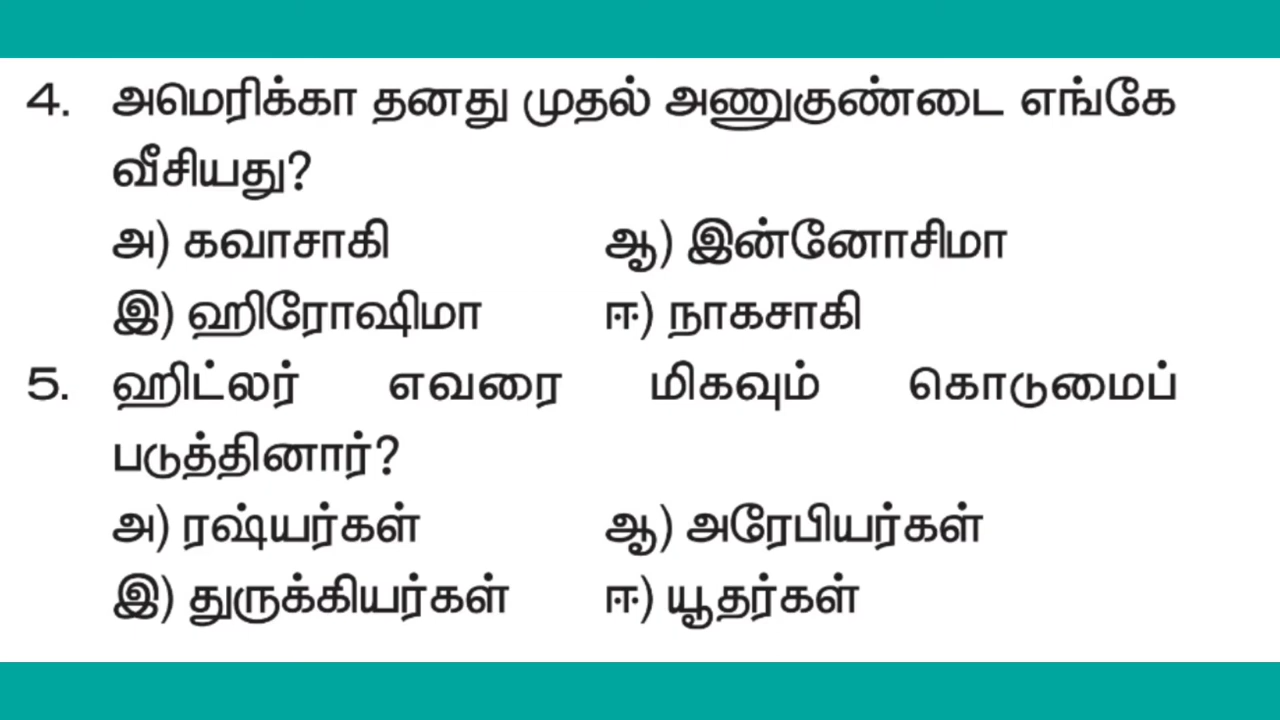 4. அமெரிக்கா தனது முதல் அணுகுண்டை எங்கே
வீசியது?
அ) கவாசாகி ஆ) இன்னோசிமா
இ) ஹிரோஷிமா ஈ) நாகசாகி
5. ஹிட்லர் எவரை மிகவும் கொடுமைப்
படுத்தினார்?
அ) ரஷ்யர்கள் ஆ) அரேபியர்கள்
இ) துருக்கியர்கள் ஈ) யூதர்கள்